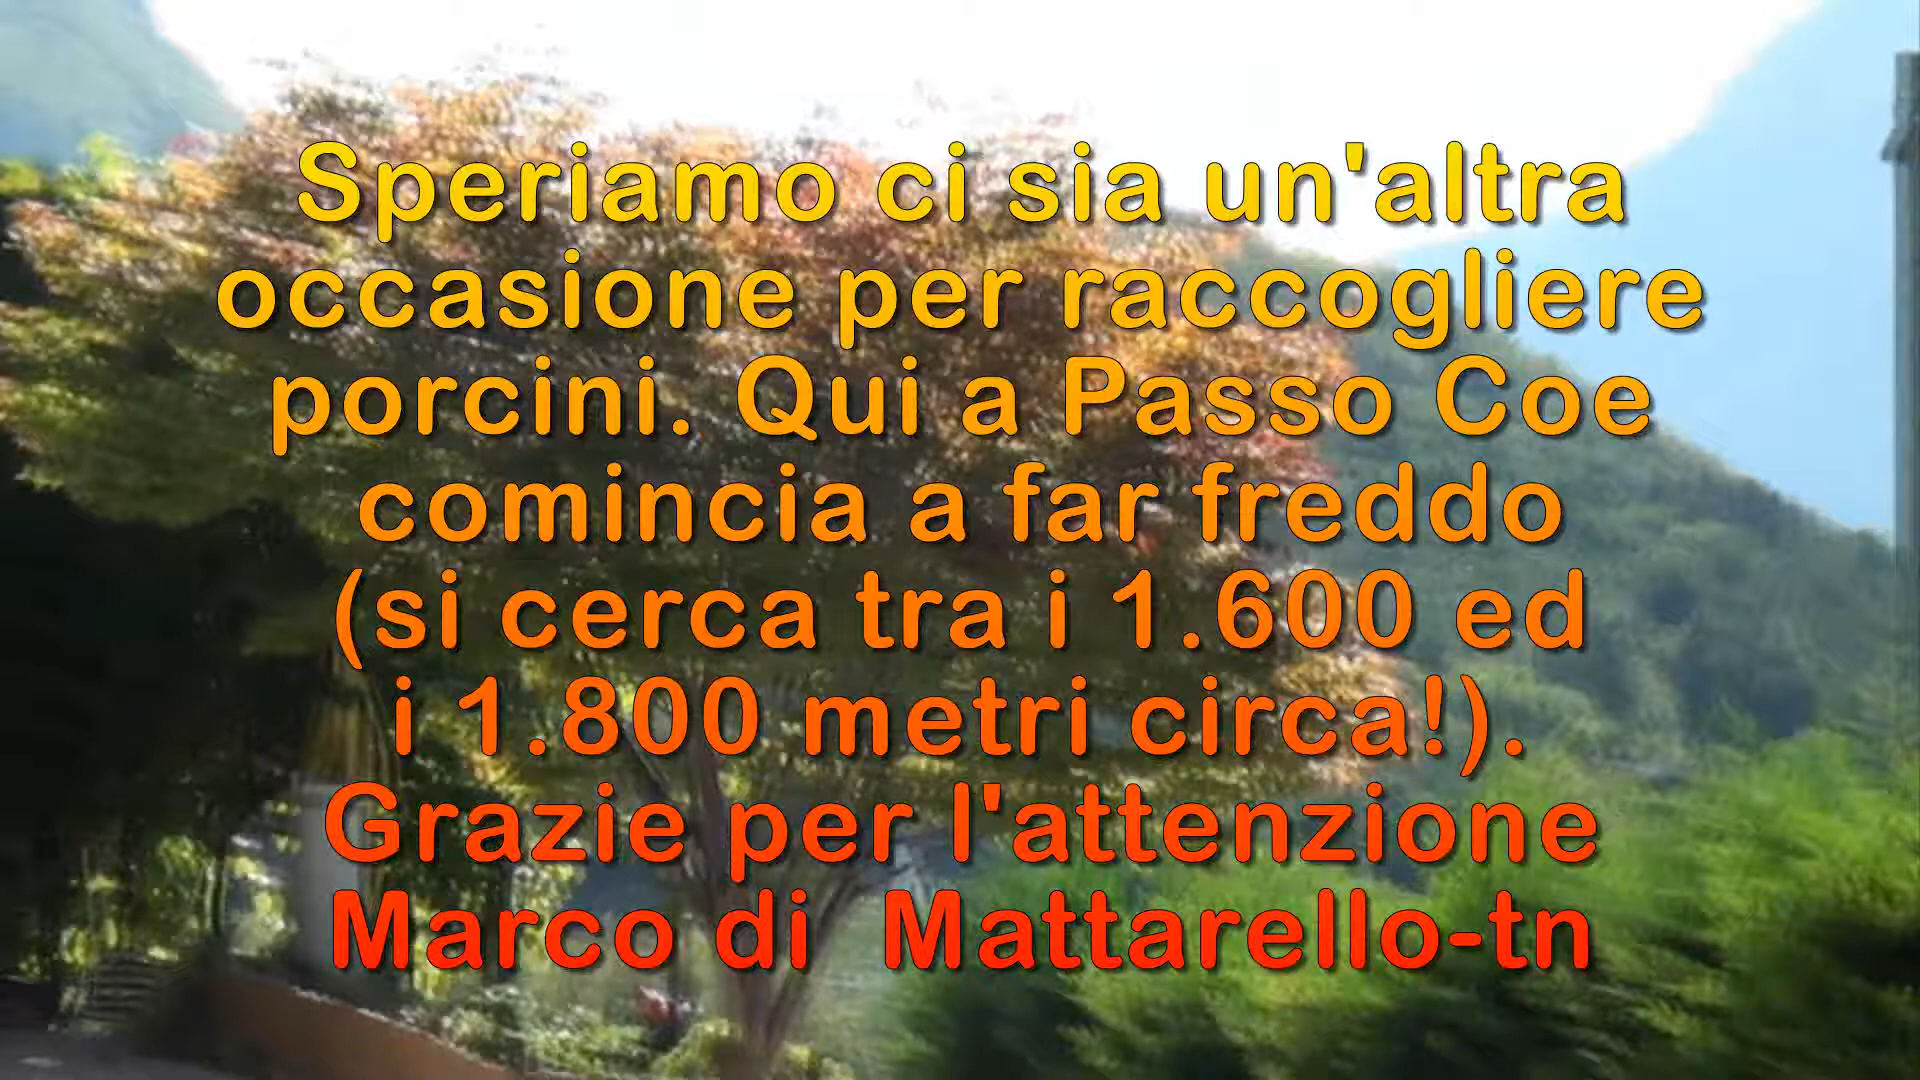 Speriamo ci sia un'altra
occasione per raccogliere
porcini. Qui a Passo Coe
comincia a far freddo
(si cerca tra i 1.600 ed
i 1.800 metri circa!).
Grazie per l'attenzione
Marco di  Mattarello-tn